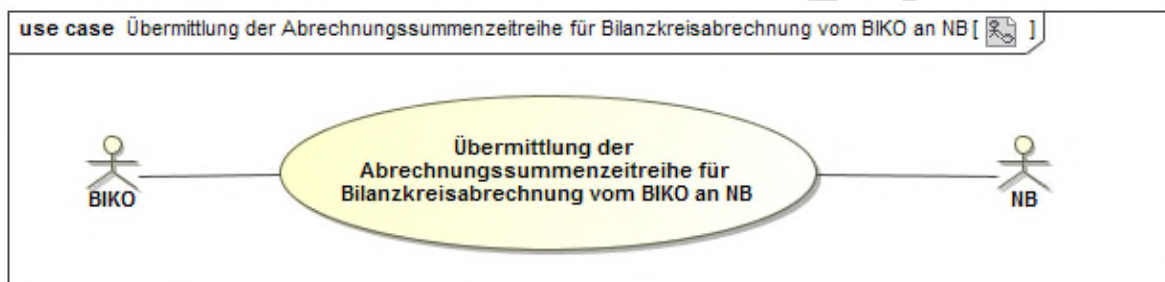 use case Übermittlung der Abrechnungssummenzeitreihe für Bilanzkreisabrechnung vom BIKO an NB [ ]
Übermittlung der
Abrechnungssummenzeitreihe für
Bilanzkreisabrechnung vom BIKO an NB
BIKO
NB